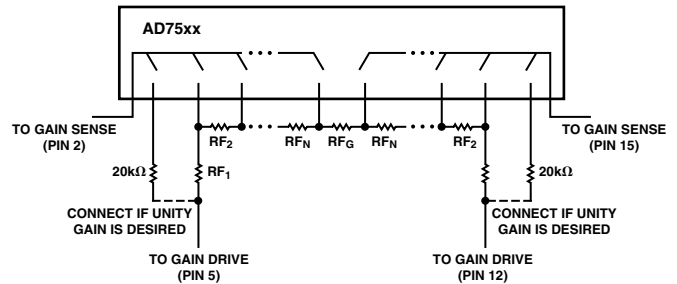 AD75xx
TO GAIN SENSE
(PIN 2)
TO GAIN SENSE
(PIN 15)
RF2
RFN
RFG
RFN
RF2
20kΩ
RF1
20kΩ
CONNECT IF UNITY
GAIN IS DESIRED
CONNECT IF UNITY
GAIN IS DESIRED
TO GAIN DRIVE
(PIN 5)
TO GAIN DRIVE
(PIN 12)